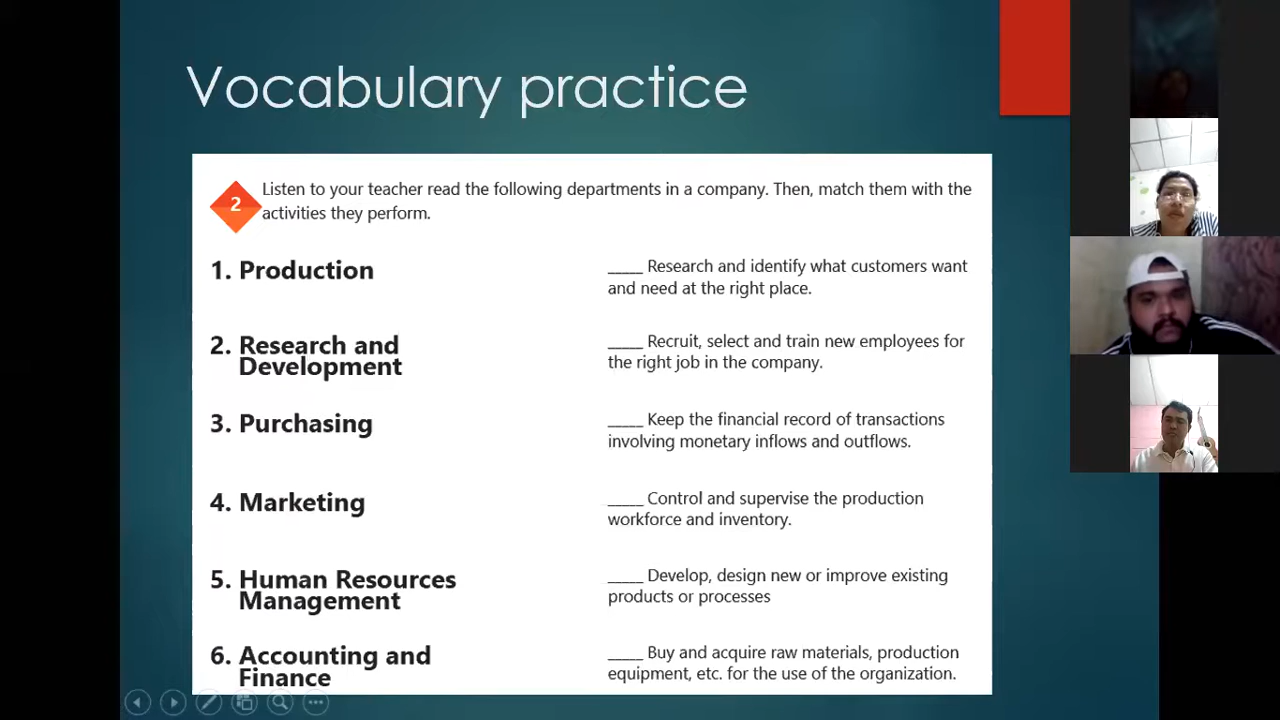 Vocabulary practice
2
Listen to your teacher read the following departments in a company. Then, match them with the
activities they perform.
1. Production
_____ Research and identify what customers want
and need at the right place.
2. Research and
Development
_____ Recruit, select and train new employees for
the right job in the company.
3. Purchasing
_____ Keep the financial record of transactions
involving monetary inflows and outflows.
4. Marketing
_____ Control and supervise the production
workforce and inventory.
5. Human Resources
Management
_____ Develop, design new or improve existing
products or processes
6. Accounting and
Finance
_____ Buy and acquire raw materials, production
equipment, etc. for the use of the organization.